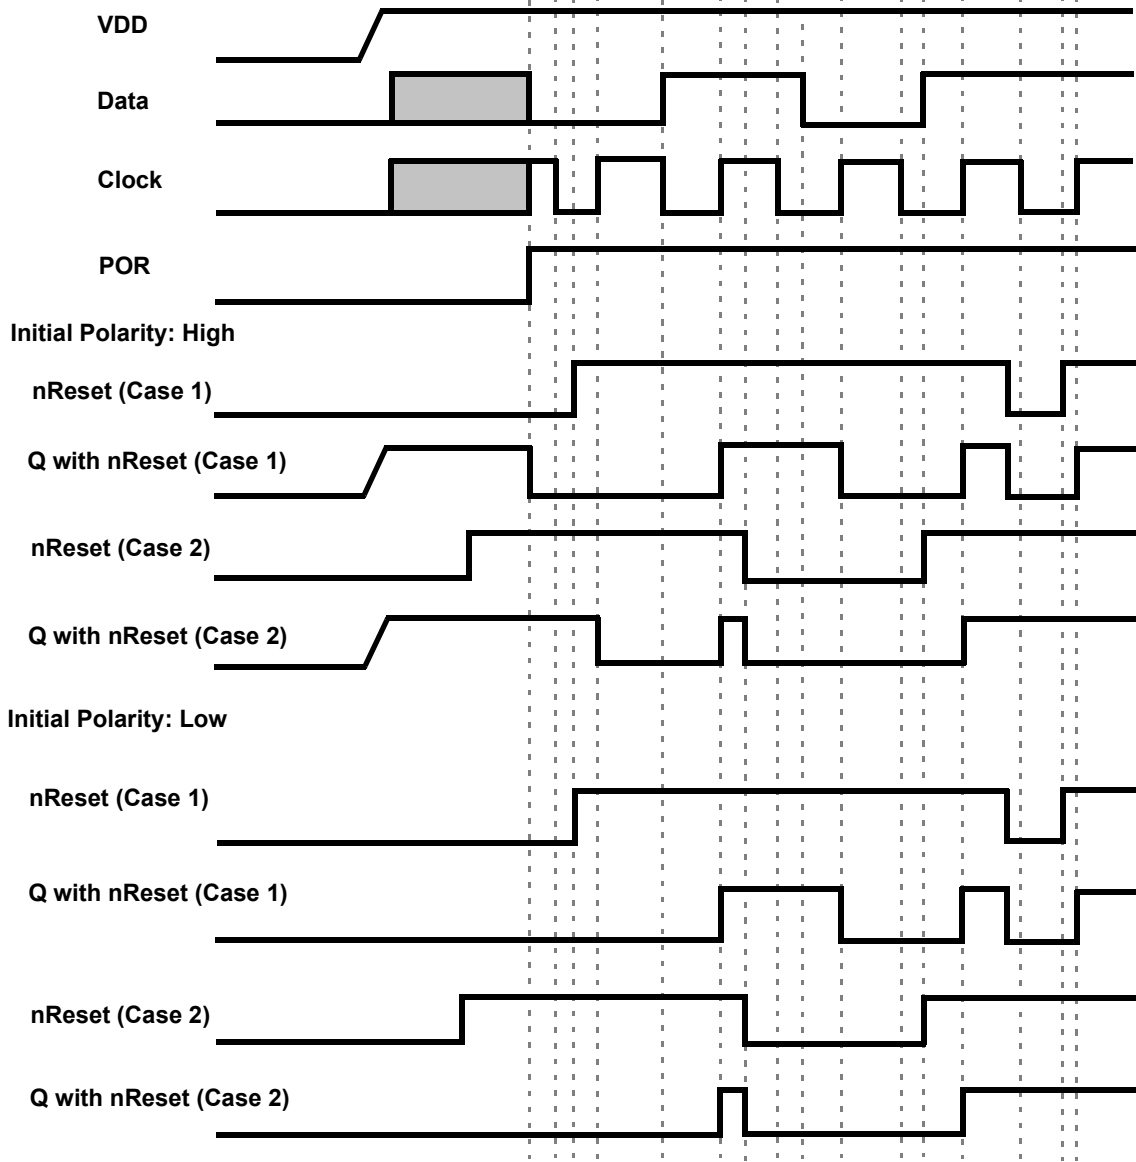 VDD
Data
Clock
POR
Initial Polarity: High
nReset (Case 1)
Q with nReset (Case 1)
nReset (Case 2)
Q with nReset (Case 2)
Initial Polarity: Low
nReset (Case 1)
Q with nReset (Case 1)
nReset (Case 2)
Q with nReset (Case 2)